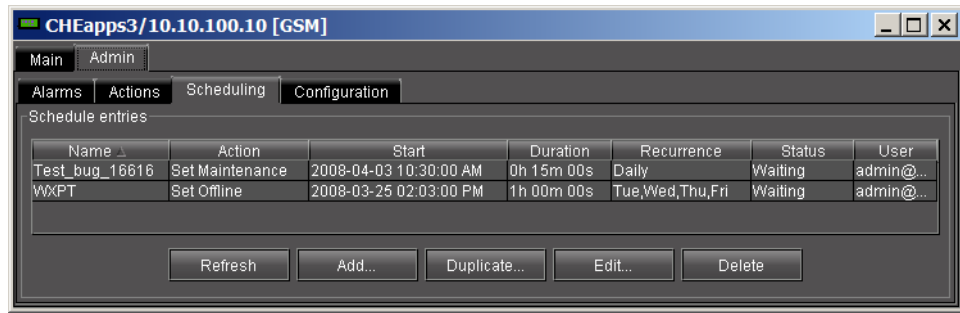 CHEapps3/10.10.100.10 [GSM]
Main Admin
Alarms Actions Scheduling Configuration
Schedule entries
Name Action Start Duration Recurrence Status User
Test_bug_16616 Set Maintenance 2008-04-03 10:30:00 AM 0h 15m 00s Daily Waiting admin@...
WXPT Set Offline 2008-03-25 02:03:00 PM 1h 00m 00s Tue,Wed,Thu,Fri Waiting admin@...
Refresh Add... Duplicate... Edit... Delete